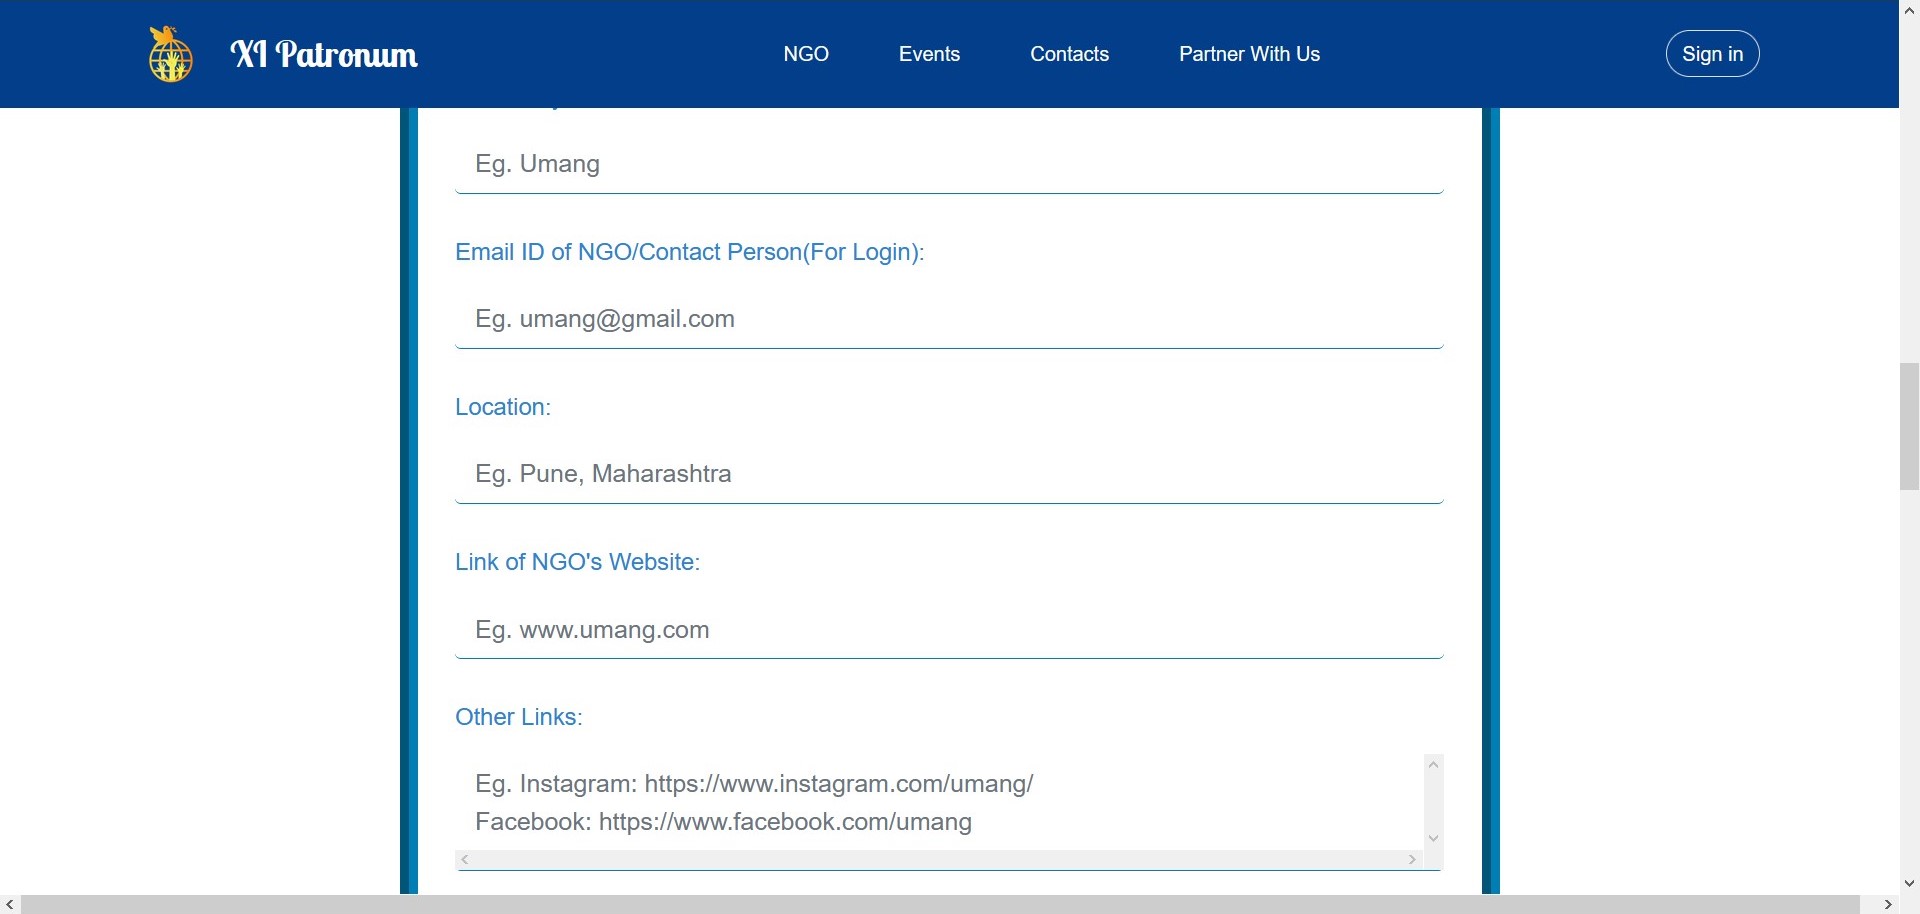 XI Patronum
NGO
Events
Contacts
Partner With Us
Sign in
Eg. Umang
Email ID of NGO/Contact Person(For Login):
Eg. umang@gmail.com
Location:
Eg. Pune, Maharashtra
Link of NGO's Website:
Eg. www.umang.com
Other Links:
Eg. Instagram: https://www.instagram.com/umang/
Facebook: https://www.facebook.com/umang